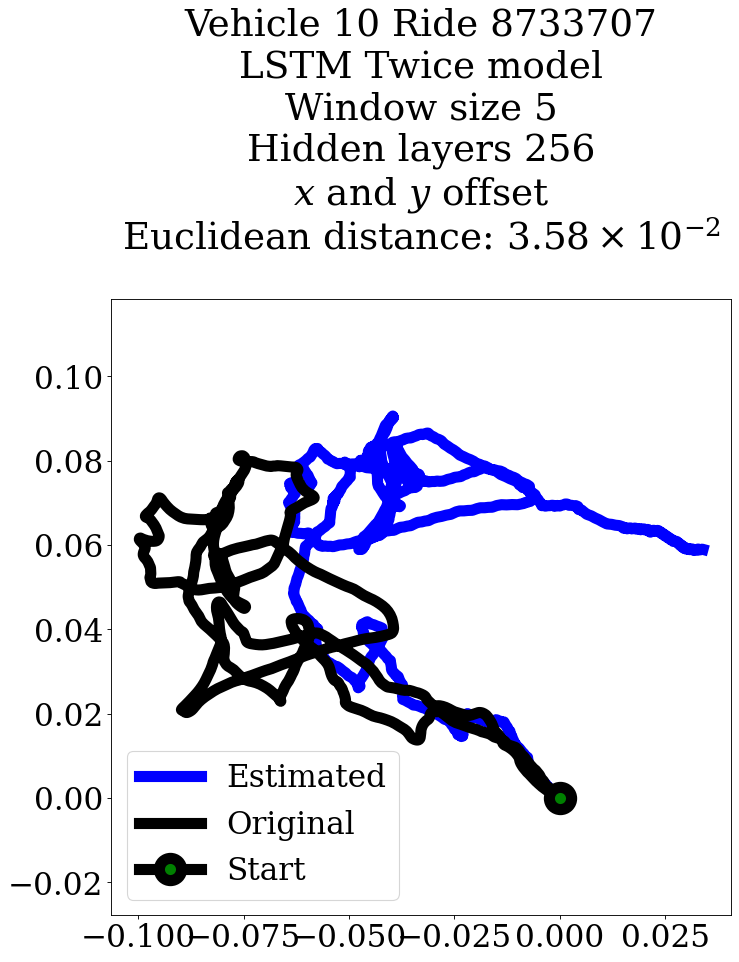 Vehicle 10 Ride 8733707
LSTM Twice model
Window size 5
Hidden layers 256
x and y offset
Euclidean distance: 3.58 × 10⁻²
0.10
0.08
0.06
0.04
0.02
0.00
−0.02
Estimated
Original
Start
−0.100 −0.075 −0.050 −0.025 0.000 0.025